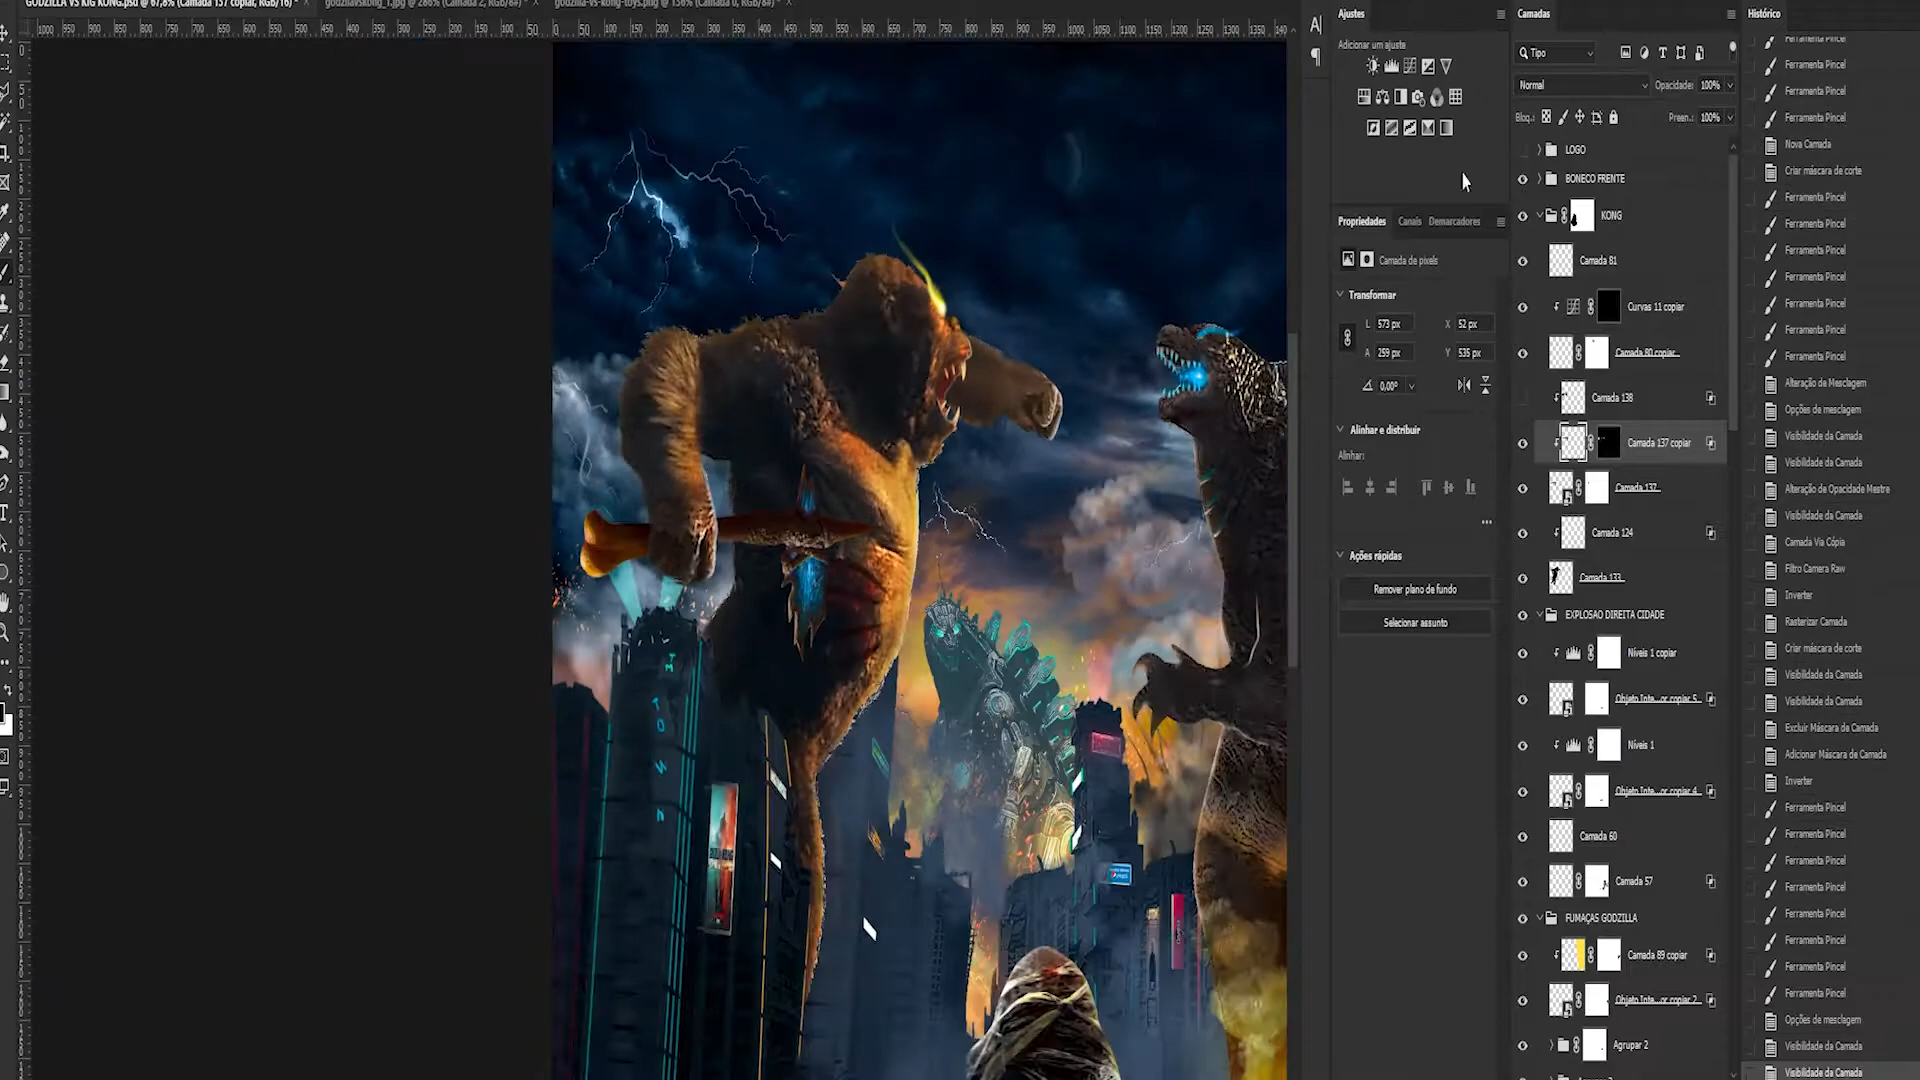 GODZILLA VS KIG KONG.psd @ 67,8% (Camada 137 copiar, RGB/16) *
godzillavskong_1.jpg @ 286% (Camada 2, RGB/8#) *
godzilla-vs-kong-toys.png @ 156% (Camada 0, RGB/8#) *
Ajustes
Adicionar um ajuste
Propriedades
Canais
Demarcadores
Camada de pixels
Transformar
L 573 px
X 52 px
A 259 px
Y 535 px
0,00°
Alinhar e distribuir
Alinhar:
Ações rápidas
Remover plano de fundo
Selecionar assunto
Camadas
Tipo
Normal
Opacidade: 100%
Bloq.:
Preen.: 100%
LOGO
BONECO FRENTE
KONG
Camada 81
Curvas 11 copiar
Camada 80 copiar
Camada 138
Camada 137 copiar
Camada 137
Camada 124
Camada 133
EXPLOSAO DIREITA CIDADE
Níveis 1 copiar
Objeto Inte...or copiar 5
Níveis 1
Objeto Inte...or copiar 4
Camada 60
Camada 57
FUMAÇAS GODZILLA
Camada 89 copiar
Objeto Inte...or copiar 2
Agrupar 2
Histórico
Ferramenta Pincel
Ferramenta Pincel
Ferramenta Pincel
Ferramenta Pincel
Nova Camada
Criar máscara de corte
Ferramenta Pincel
Ferramenta Pincel
Ferramenta Pincel
Ferramenta Pincel
Ferramenta Pincel
Ferramenta Pincel
Ferramenta Pincel
Alteração de Mesclagem
Opções de mesclagem
Visibilidade da Camada
Visibilidade da Camada
Alteração de Opacidade Mestre
Visibilidade da Camada
Camada Via Cópia
Filtro Camera Raw
Inverter
Rasterizar Camada
Criar máscara de corte
Visibilidade da Camada
Visibilidade da Camada
Excluir Máscara de Camada
Adicionar Máscara de Camada
Inverter
Ferramenta Pincel
Ferramenta Pincel
Ferramenta Pincel
Ferramenta Pincel
Ferramenta Pincel
Ferramenta Pincel
Ferramenta Pincel
Ferramenta Pincel
Opções de mesclagem
Visibilidade da Camada
Visibilidade da Camada